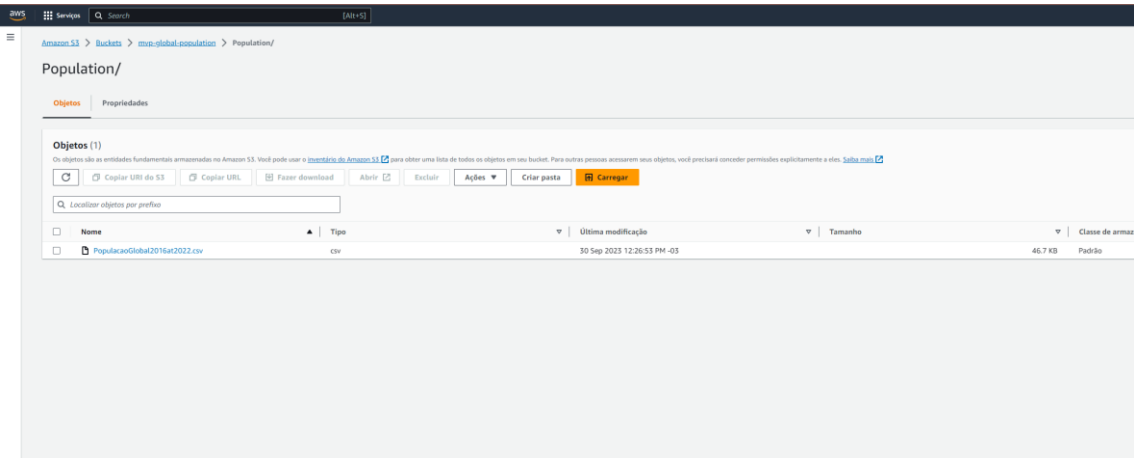 aws Serviços Search [Alt+S]
Amazon S3 > Buckets > mvp-global-population > Population/
Population/
Objetos Propriedades
Objetos (1)
Os objetos são as entidades fundamentais armazenadas no Amazon S3. Você pode usar o inventário do Amazon S3 para obter uma lista de todos os objetos em seu bucket. Para outras pessoas acessarem seus objetos, você precisará conceder permissões explicitamente a eles. Saiba mais
Copiar URI do S3 Copiar URL Fazer download Abrir Excluir Ações Criar pasta Carregar
Localizar objetos por prefixo
Nome Tipo Última modificação Tamanho Classe de armaz
PopulacaoGlobal2016at2022.csv csv 30 Sep 2023 12:26:53 PM -03 46.7 KB Padrão